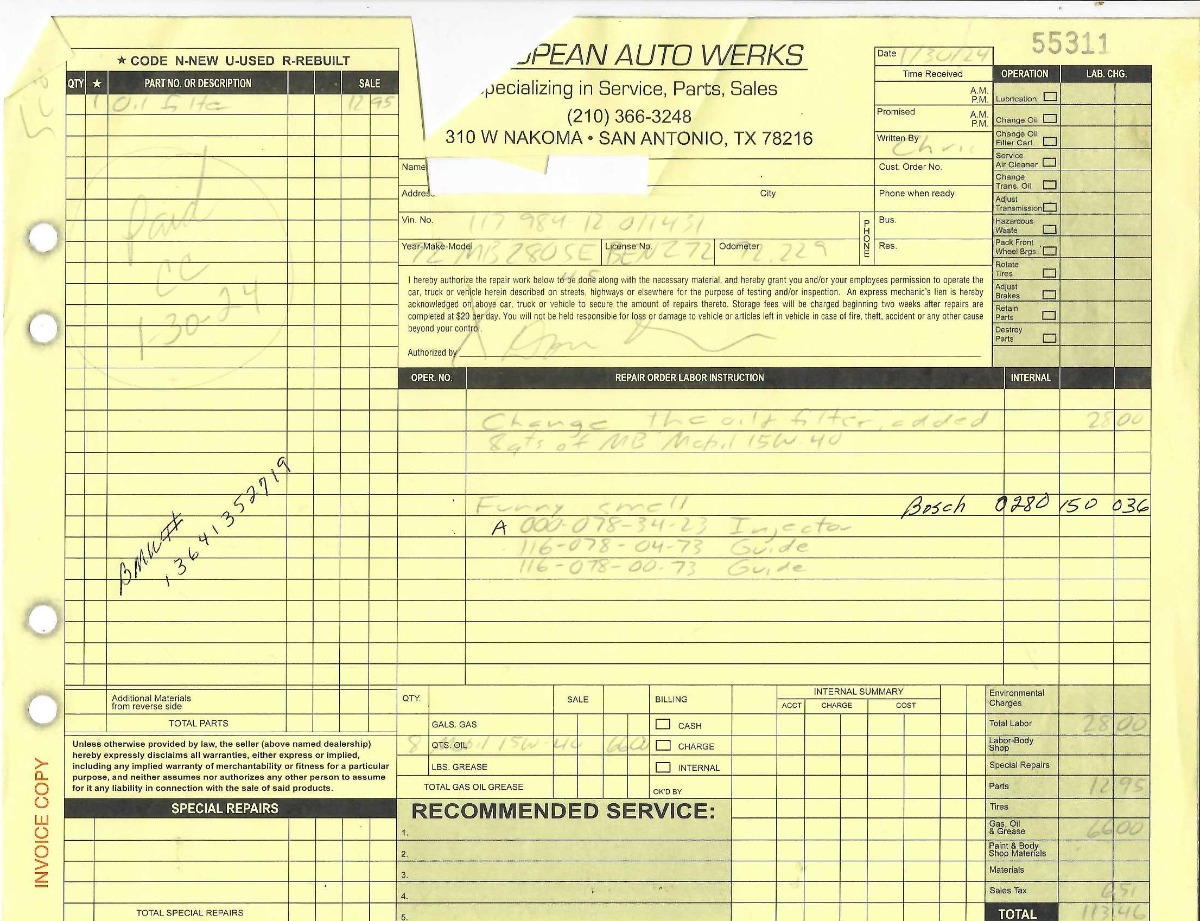 55311
★ CODE N-NEW U-USED R-REBUILT
QTY ★ PART NO. OR DESCRIPTION SALE
1 Oil filter 12 95
Paid
CC
1-30-24
BMW#
13641352719
PEAN AUTO WERKS
pecializing in Service, Parts, Sales
(210) 366-3248
310 W NAKOMA • SAN ANTONIO, TX 78216
Name
Address City
Vin. No. 117 984 12 011431
Year-Make-Model 72 MB 280SE License No. BENZ72 Odometer 92,229
4.5
Date 1/30/24
Time Received
A.M.
P.M.
Promised A.M.
P.M.
Written By Chris
Cust. Order No.
Phone when ready
PHONE
Bus.
Res.
OPERATION LAB. CHG.
Lubrication
Change Oil
Change Oil
Filter Cart.
Service
Air Cleaner
Change
Trans. Oil
Adjust
Transmission
Hazardous
Waste
Pack Front
Wheel Brgs
Rotate
Tires
Adjust
Brakes
Retain
Parts
Destroy
Parts
I hereby authorize the repair work below to be done along with the necessary material, and hereby grant you and/or your employees permission to operate the
car, truck or vehicle herein described on streets, highways or elsewhere for the purpose of testing and/or inspection. An express mechanic's lien is hereby
acknowledged on above car, truck or vehicle to secure the amount of repairs thereto. Storage fees will be charged beginning two weeks after repairs are
completed at $20 per day. You will not be held responsible for loss or damage to vehicle or articles left in vehicle in case of fire, theft, accident or any other cause
beyond your control.
Authorized by
OPER. NO. REPAIR ORDER LABOR INSTRUCTION INTERNAL
Change the oil & filter, added 28 00
8qts of MB Mobil 15W-40
Funny smell Bosch 0280 150 036
A 000-078-34-23 Injector
116-078-04-73 Guide
116-078-00-73 Guide
Additional Materials
from reverse side
TOTAL PARTS
Unless otherwise provided by law, the seller (above named dealership)
hereby expressly disclaims all warranties, either express or implied,
including any implied warranty of merchantability or fitness for a particular
purpose, and neither assumes nor authorizes any other person to assume
for it any liability in connection with the sale of said products.
SPECIAL REPAIRS
TOTAL SPECIAL REPAIRS
INVOICE COPY
QTY. SALE BILLING
GALS. GAS CASH
8 QTS. OIL Mobil 15W-40 66 00 CHARGE
LBS. GREASE INTERNAL
TOTAL GAS OIL GREASE CK'D BY
RECOMMENDED SERVICE:
1.
2.
3.
4.
5.
INTERNAL SUMMARY
ACCT CHARGE COST
Environmental
Charges
Total Labor 28 00
Labor-Body
Shop
Special Repairs
Parts 12 95
Tires
Gas, Oil
& Grease 66 00
Paint & Body
Shop Materials
Materials
Sales Tax 6 51
TOTAL 113 46